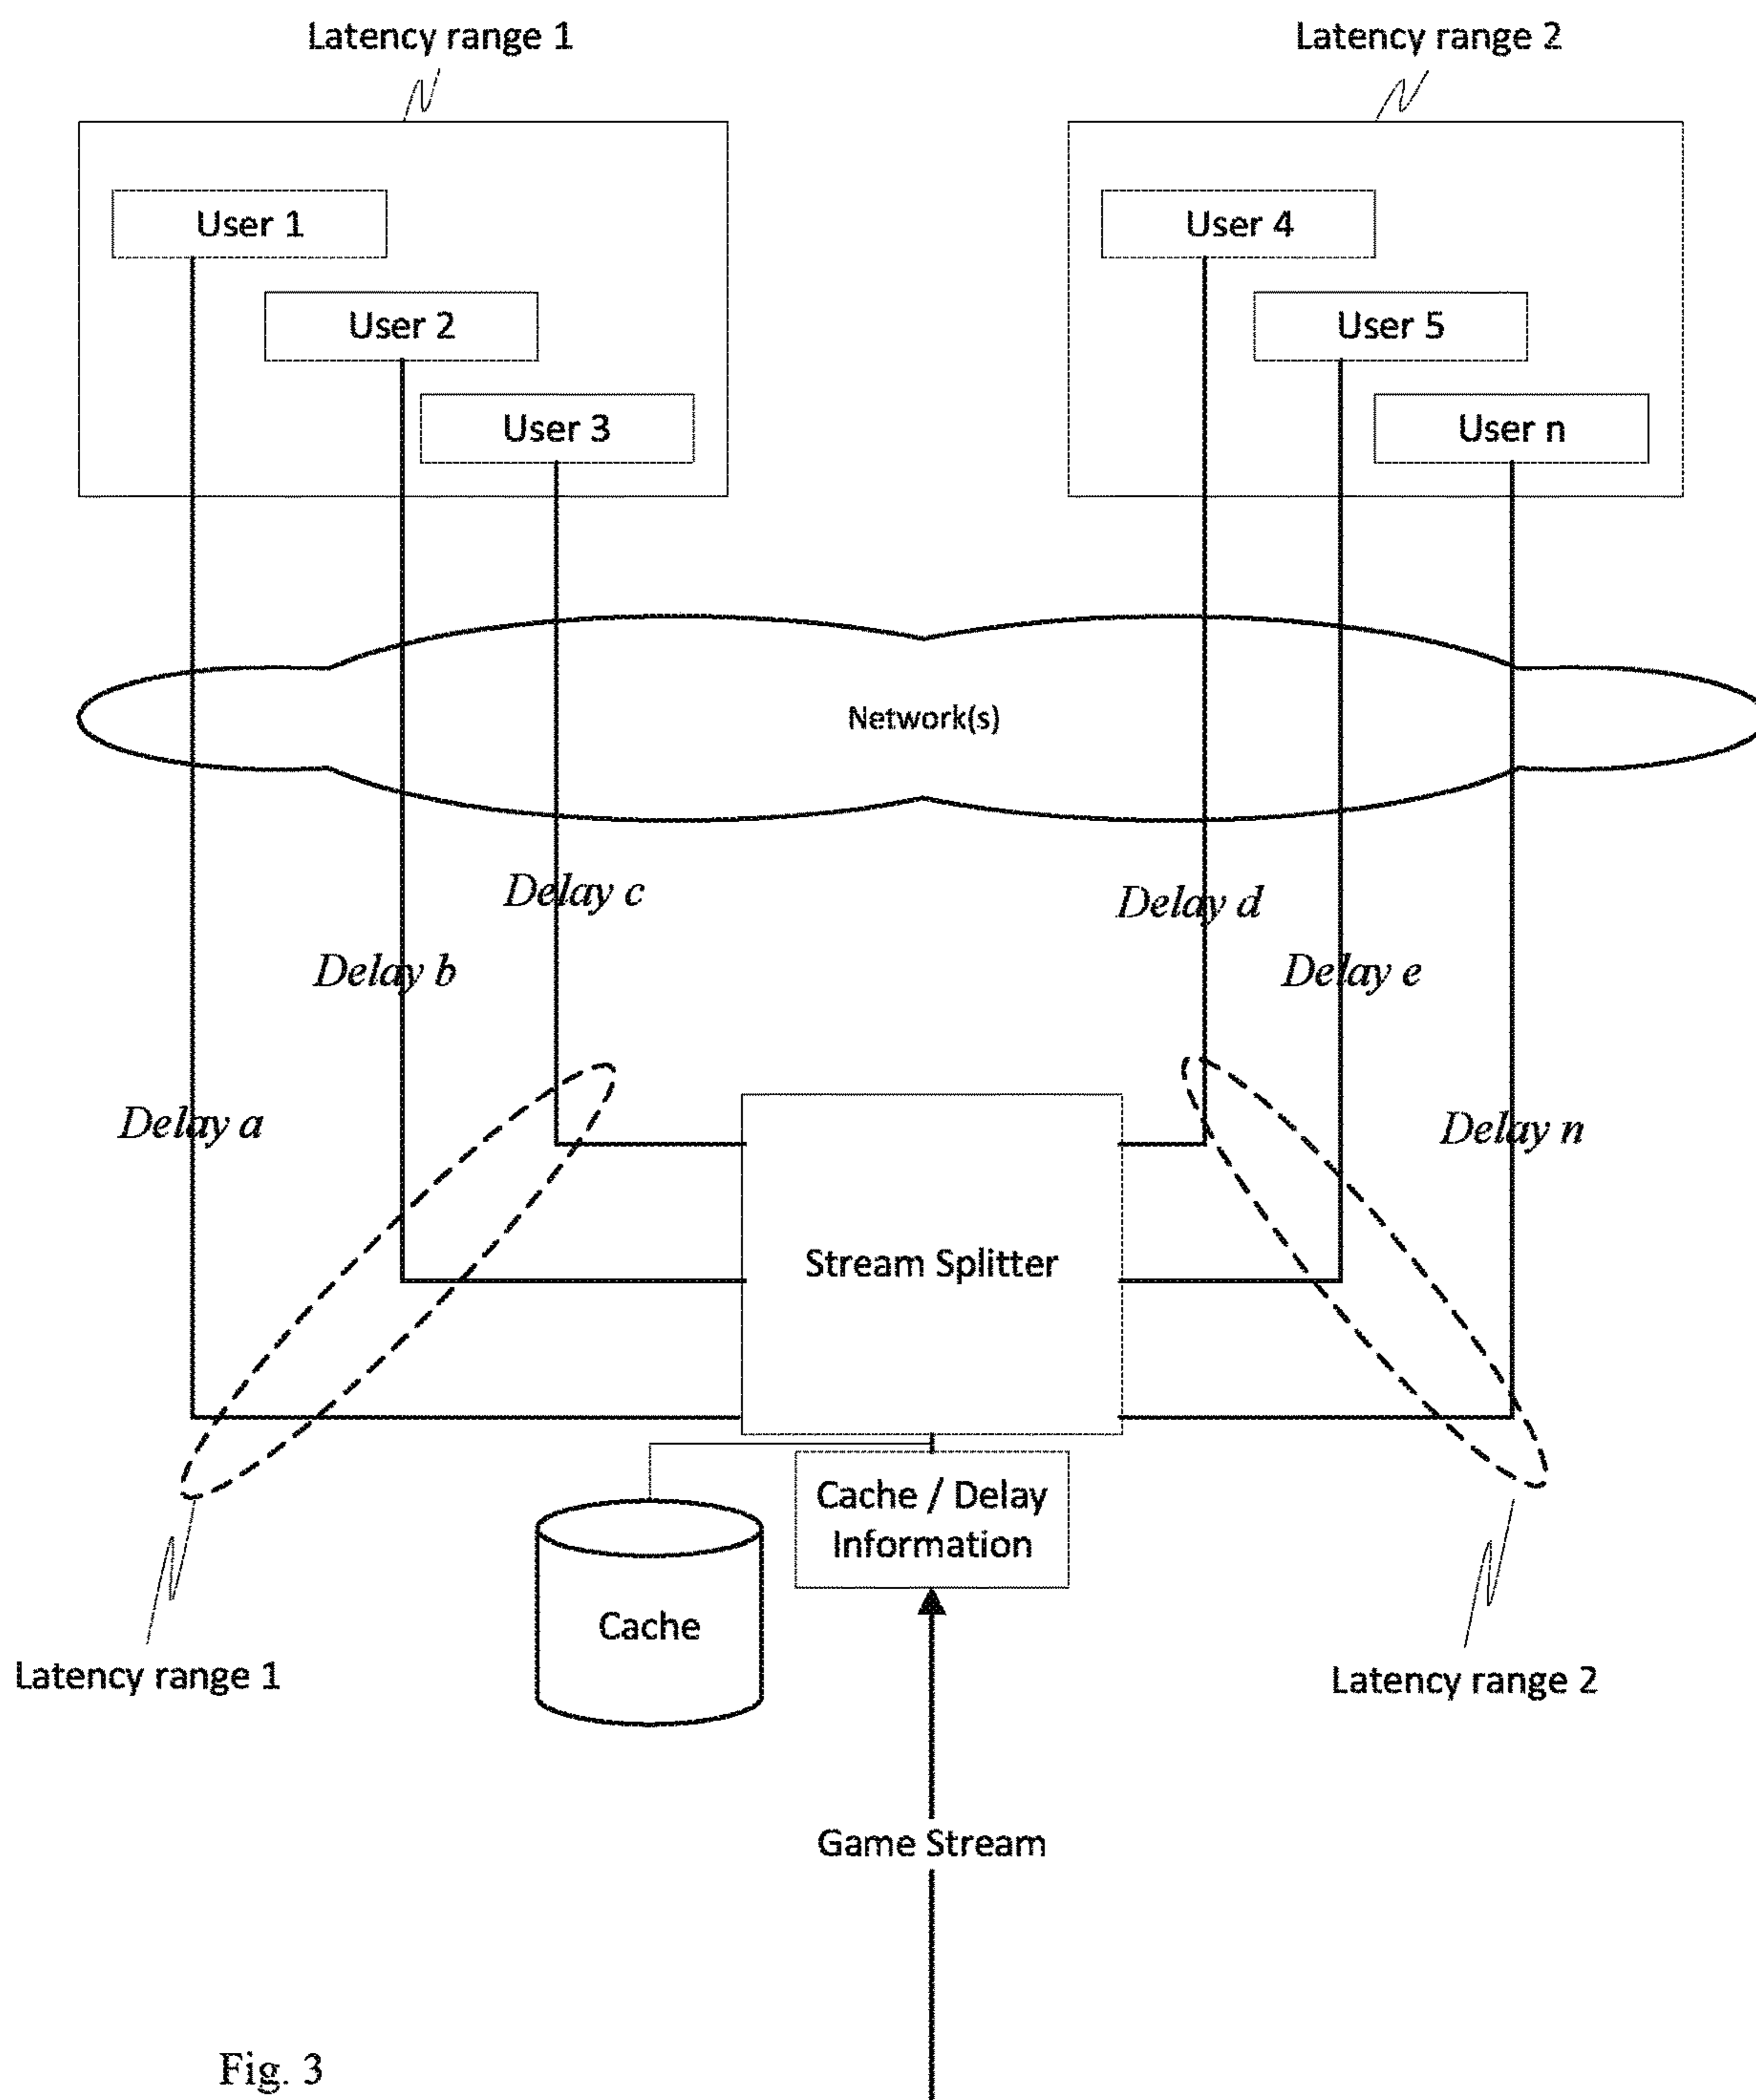 Latency range 1
Latency range 2
User 1
User 4
User 2
User 5
User 3
User n
Network(s)
Delay c
Delay d
Delay b
Delay e
Delay a
Delay n
Stream Splitter
Cache / Delay
Information
Cache
Latency range 1
Latency range 2
Game Stream
Fig. 3